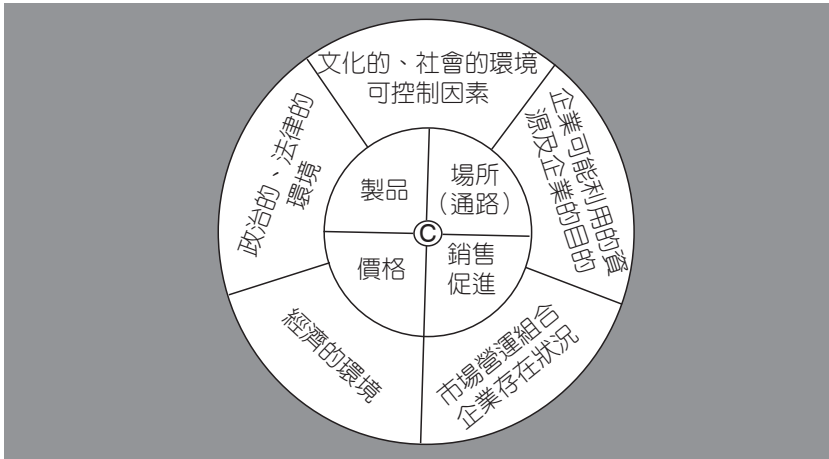 文化的、社會的環境
可控制因素
企業可能利用的資
源及企業的目的
政治的、法律的
環境
製品
場所
（通路）
C
價格
銷售
促進
經濟的環境
市場營運組合
企業存在狀況